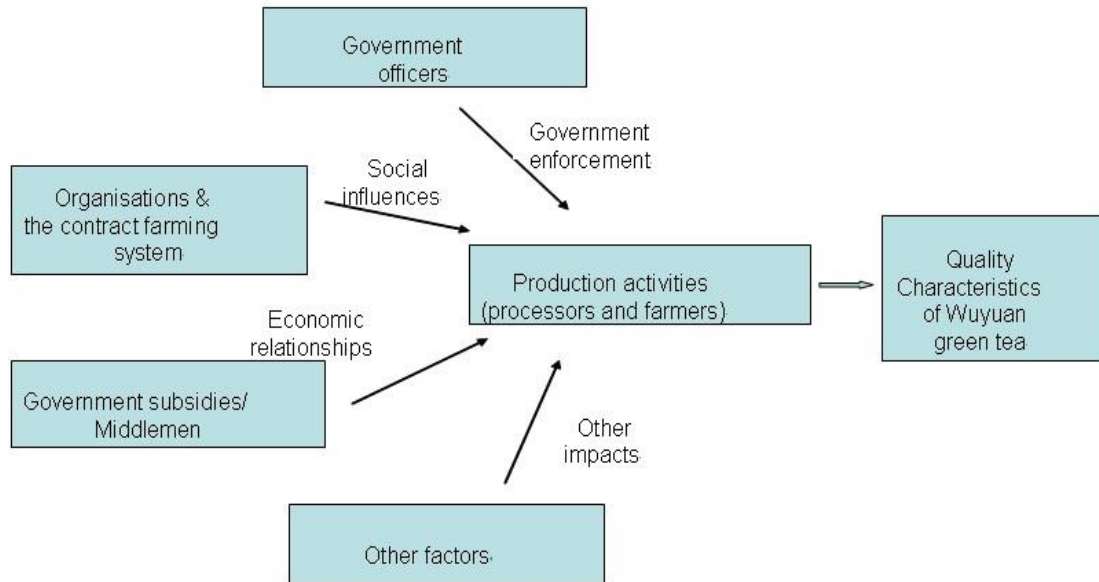 Government
officers
Government
enforcement
Social
influences
Organisations &
the contract farming
system
Production activities
(processors and farmers)
Quality
Characteristics
of Wuyuan
green tea
Economic
relationships
Government subsidies/
Middlemen
Other
impacts
Other factors